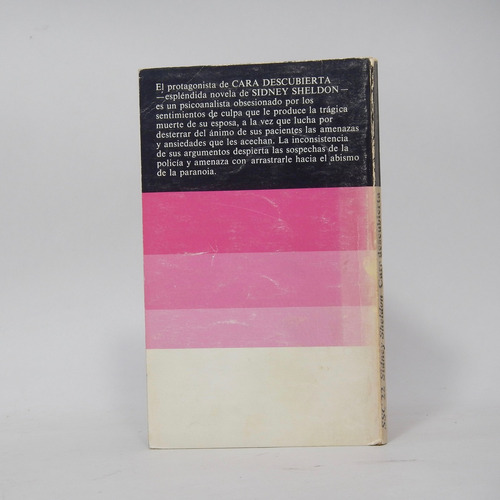 El protagonista de CARA DESCUBIERTA
—espléndida novela de SIDNEY SHELDON—
es un psicoanalista obsesionado por los
sentimientos de culpa que le produce la trágica
muerte de su esposa, a la vez que lucha por
desterrar del ánimo de sus pacientes las amenazas
y ansiedades que les acechan. La inconsistencia
de sus argumentos despierta las sospechas de la
policía y amenaza con arrastrarle hacia el abismo
de la paranoia.
SSC 22 Sidney Sheldon Cara descubierta